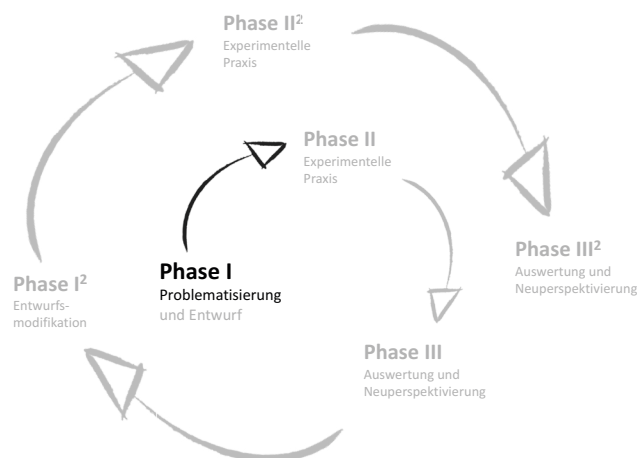 Phase II²
Experimentelle
Praxis
Phase II
Experimentelle
Praxis
Phase III²
Auswertung und
Neuperspektivierung
Phase I
Problematisierung
und Entwurf
Phase I²
Entwurfs-
modifikation
Phase III
Auswertung und
Neuperspektivierung